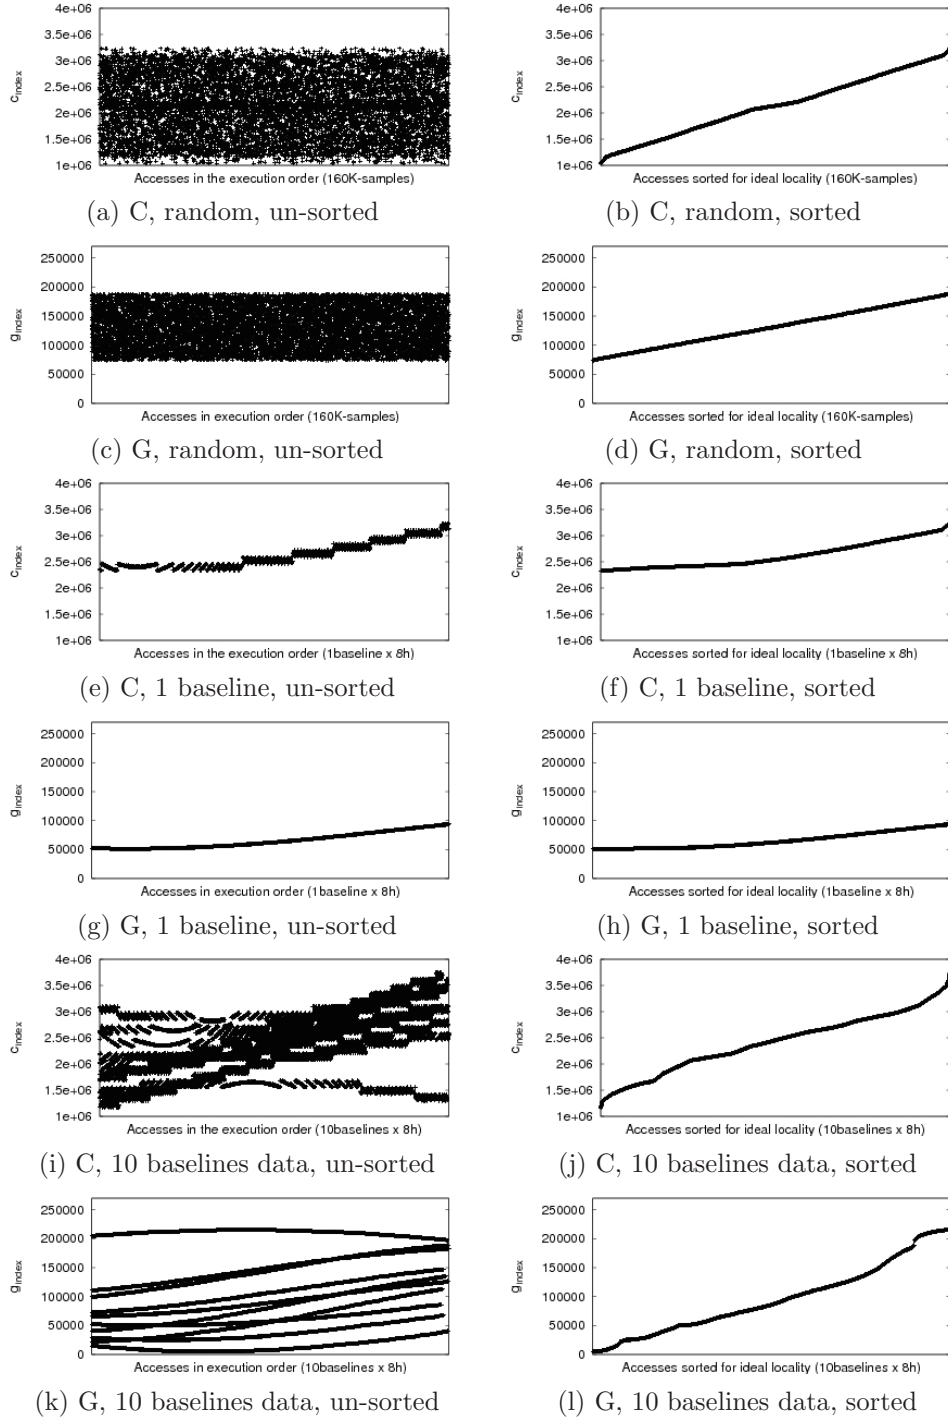 4e+06
3.5e+06
3e+06
2.5e+06
2e+06
1.5e+06
1e+06
c_index
Accesses in the execution order (160K-samples)
(a) C, random, un-sorted
4e+06
3.5e+06
3e+06
2.5e+06
2e+06
1.5e+06
1e+06
c_index
Accesses sorted for ideal locality (160K-samples)
(b) C, random, sorted
250000
200000
150000
100000
50000
0
g_index
Accesses in execution order (160K-samples)
(c) G, random, un-sorted
250000
200000
150000
100000
50000
0
g_index
Accesses sorted for ideal locality (160K-samples)
(d) G, random, sorted
4e+06
3.5e+06
3e+06
2.5e+06
2e+06
1.5e+06
1e+06
c_index
Accesses in the execution order (1baseline x 8h)
(e) C, 1 baseline, un-sorted
4e+06
3.5e+06
3e+06
2.5e+06
2e+06
1.5e+06
1e+06
c_index
Accesses sorted for ideal locality (1baseline x 8h)
(f) C, 1 baseline, sorted
250000
200000
150000
100000
50000
0
g_index
Accesses in execution order (1baseline x 8h)
(g) G, 1 baseline, un-sorted
250000
200000
150000
100000
50000
0
g_index
Accesses sorted for ideal locality (1baseline x 8h)
(h) G, 1 baseline, sorted
4e+06
3.5e+06
3e+06
2.5e+06
2e+06
1.5e+06
1e+06
c_index
Accesses in the execution order (10baselines x 8h)
(i) C, 10 baselines data, un-sorted
4e+06
3.5e+06
3e+06
2.5e+06
2e+06
1.5e+06
1e+06
c_index
Accesses sorted for ideal locality (10baselines x 8h)
(j) C, 10 baselines data, sorted
250000
200000
150000
100000
50000
0
g_index
Accesses in execution order (10baselines x 8h)
(k) G, 10 baselines data, un-sorted
250000
200000
150000
100000
50000
0
g_index
Accesses sorted for ideal locality (10baselines x 8h)
(l) G, 10 baselines data, sorted